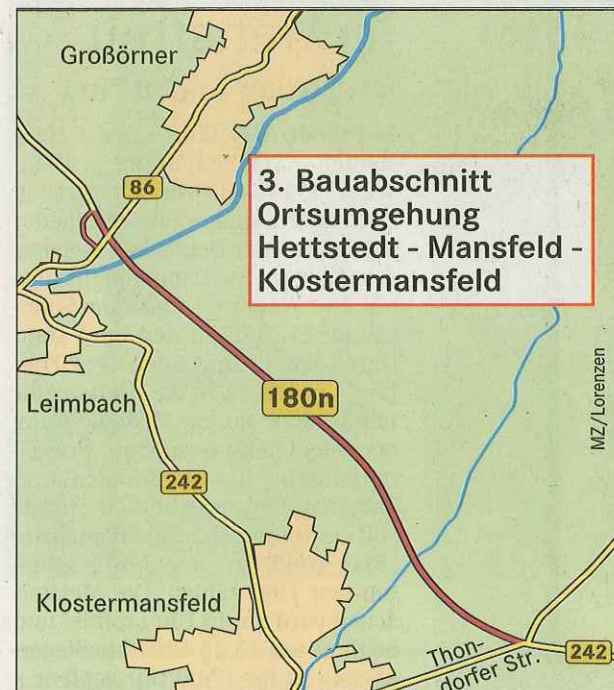 Großörner
86
3. Bauabschnitt
Ortsumgehung
Hettstedt - Mansfeld -
Klostermansfeld
MZ/Lorenzen
180n
Leimbach
242
Klostermansfeld
Thon-
dorfer Str.
242